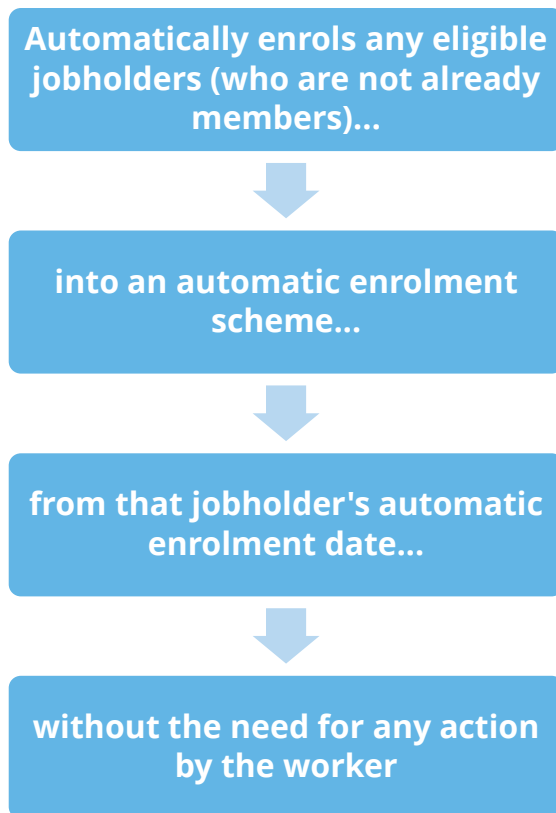 Automatically enrols any eligible
jobholders (who are not already
members)...
into an automatic enrolment
scheme...
from that jobholder's automatic
enrolment date...
without the need for any action
by the worker